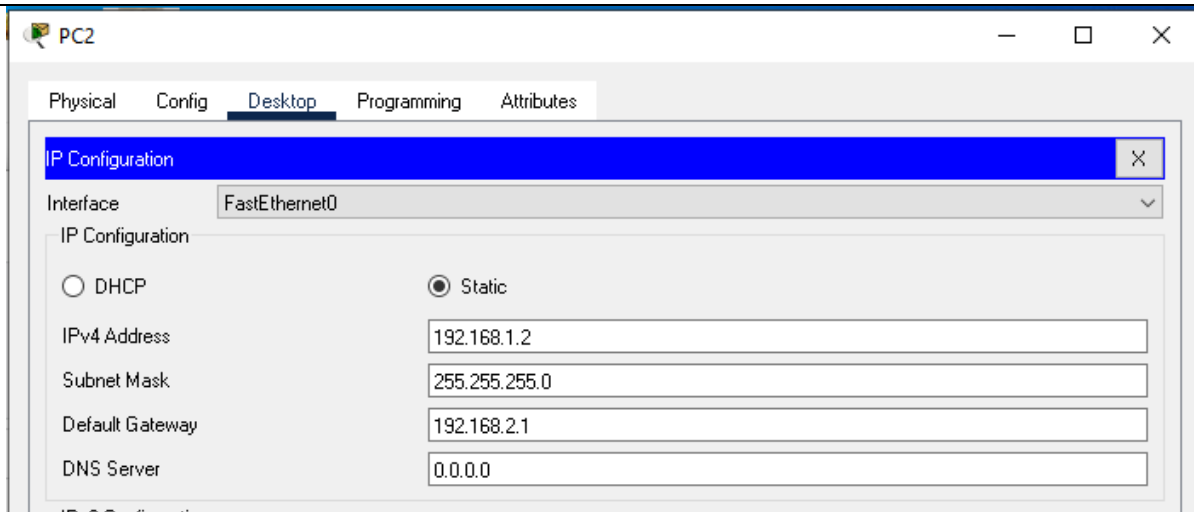 PC2
Physical Config Desktop Programming Attributes
IP Configuration X
Interface FastEthernet0
IP Configuration
DHCP Static
IPv4 Address 192.168.1.2
Subnet Mask 255.255.255.0
Default Gateway 192.168.2.1
DNS Server 0.0.0.0